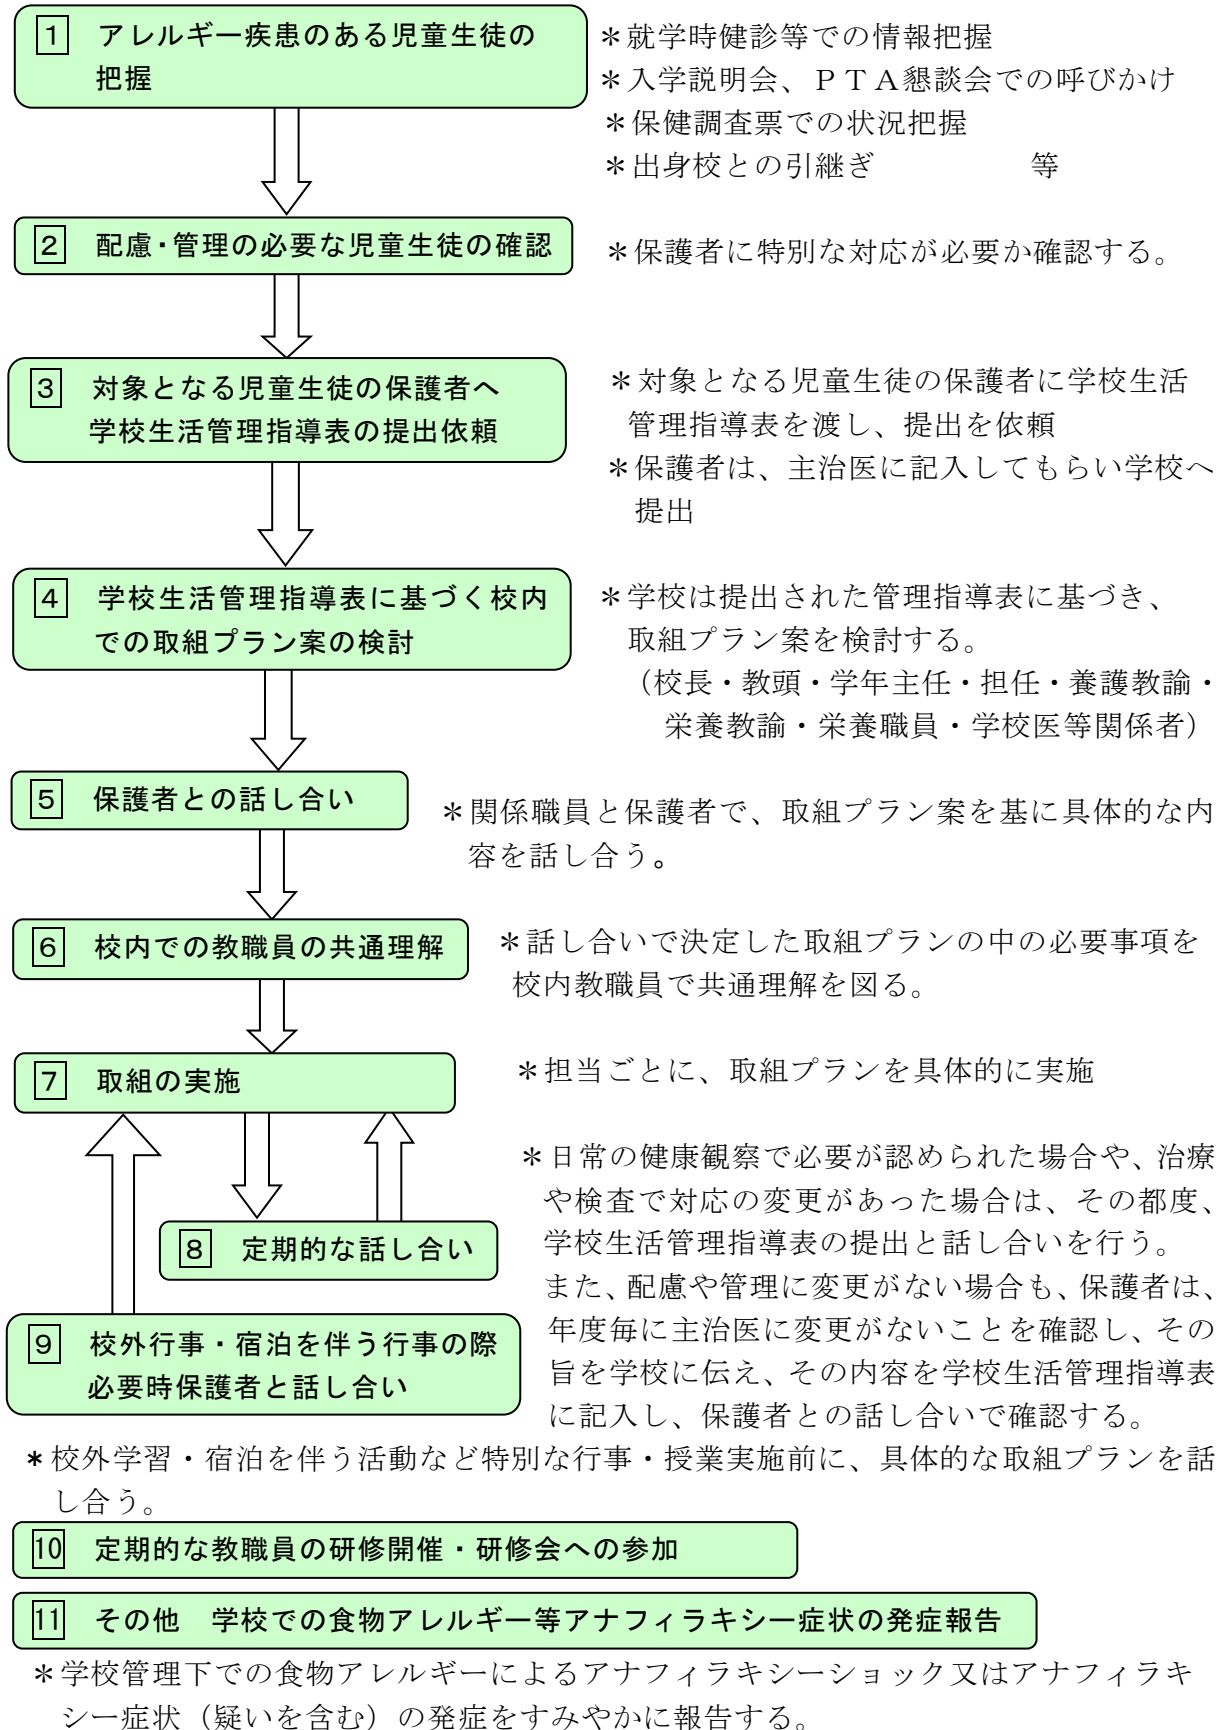 1　アレルギー疾患のある児童生徒の
把握
＊就学時健診等での情報把握
＊入学説明会、ＰＴＡ懇談会での呼びかけ
＊保健調査票での状況把握
＊出身校との引継ぎ　　　　　等
2　配慮・管理の必要な児童生徒の確認
＊保護者に特別な対応が必要か確認する。
3　対象となる児童生徒の保護者へ
学校生活管理指導表の提出依頼
＊対象となる児童生徒の保護者に学校生活
管理指導表を渡し、提出を依頼
＊保護者は、主治医に記入してもらい学校へ
提出
4　学校生活管理指導表に基づく校内
での取組プラン案の検討
＊学校は提出された管理指導表に基づき、
取組プラン案を検討する。
（校長・教頭・学年主任・担任・養護教諭・
栄養教諭・栄養職員・学校医等関係者）
5　保護者との話し合い
＊関係職員と保護者で、取組プラン案を基に具体的な内
容を話し合う。
6　校内での教職員の共通理解
＊話し合いで決定した取組プランの中の必要事項を
校内教職員で共通理解を図る。
7　取組の実施
＊担当ごとに、取組プランを具体的に実施
8　定期的な話し合い
＊日常の健康観察で必要が認められた場合や、治療
や検査で対応の変更があった場合は、その都度、
学校生活管理指導表の提出と話し合いを行う。
また、配慮や管理に変更がない場合も、保護者は、
年度毎に主治医に変更がないことを確認し、その
旨を学校に伝え、その内容を学校生活管理指導表
に記入し、保護者との話し合いで確認する。
9　校外行事・宿泊を伴う行事の際
必要時保護者と話し合い
＊校外学習・宿泊を伴う活動など特別な行事・授業実施前に、具体的な取組プランを話
し合う。
10　定期的な教職員の研修開催・研修会への参加
11　その他　学校での食物アレルギー等アナフィラキシー症状の発症報告
＊学校管理下での食物アレルギーによるアナフィラキシーショック又はアナフィラキ
シー症状（疑いを含む）の発症をすみやかに報告する。